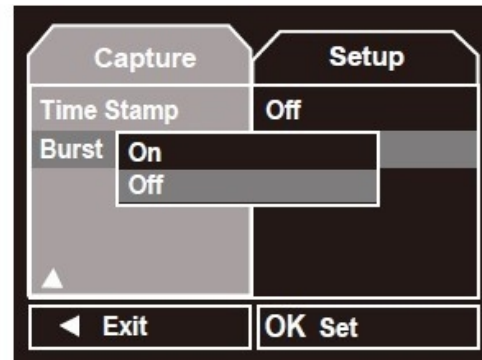 Capture Setup
Time Stamp Off
Burst On
Off
Exit OK Set